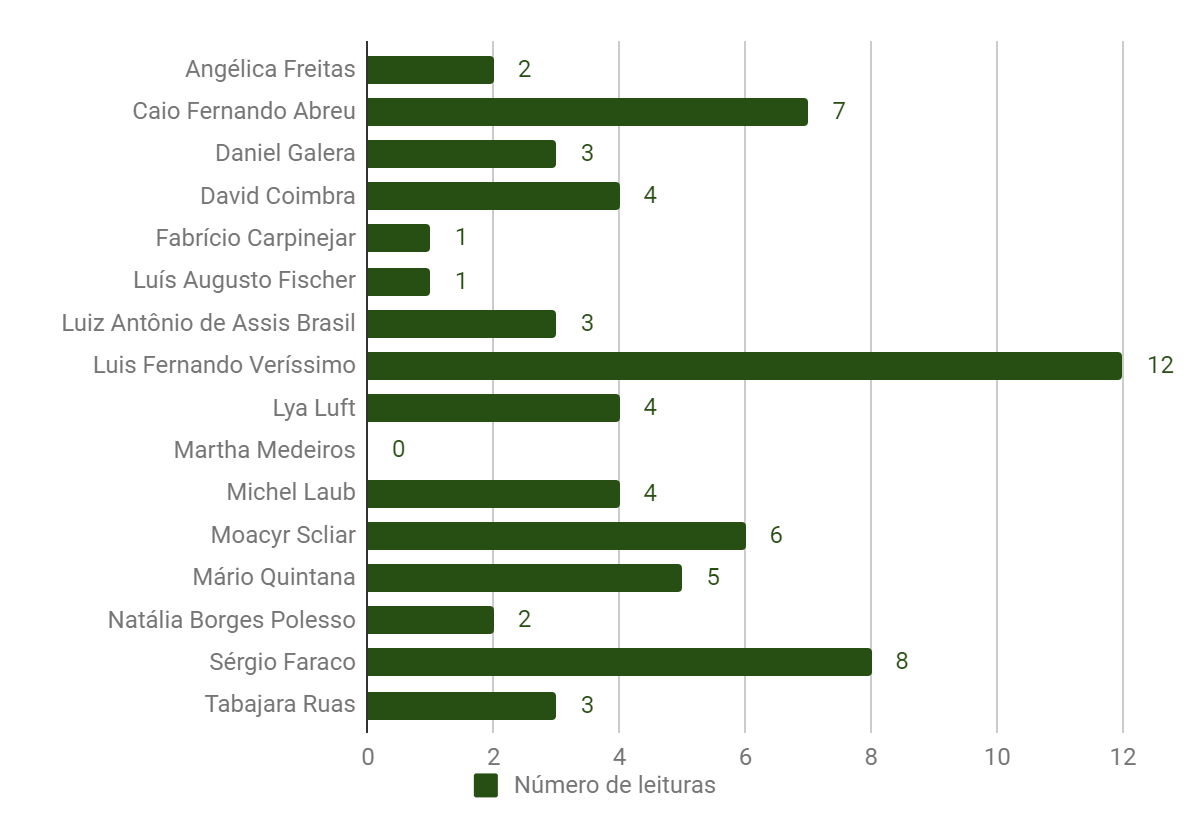 Angélica Freitas 2
Caio Fernando Abreu 7
Daniel Galera 3
David Coimbra 4
Fabrício Carpinejar 1
Luís Augusto Fischer 1
Luiz Antônio de Assis Brasil 3
Luis Fernando Veríssimo 12
Lya Luft 4
Martha Medeiros 0
Michel Laub 4
Moacyr Scliar 6
Mário Quintana 5
Natália Borges Polesso 2
Sérgio Faraco 8
Tabajara Ruas 3
0 2 4 6 8 10 12
Número de leituras